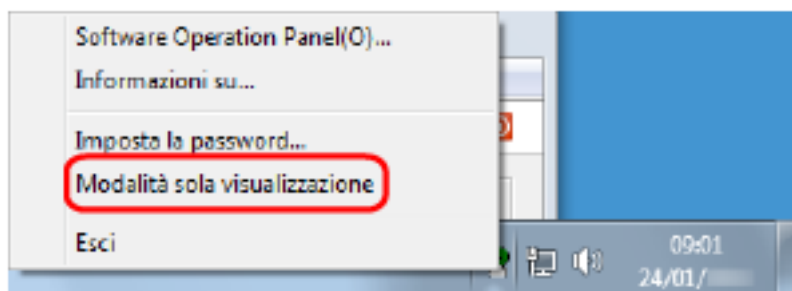 Software Operation Panel(O)...
Informazioni su...
Imposta la password...
Modalità sola visualizzazione
Esci
09:01
24/01/